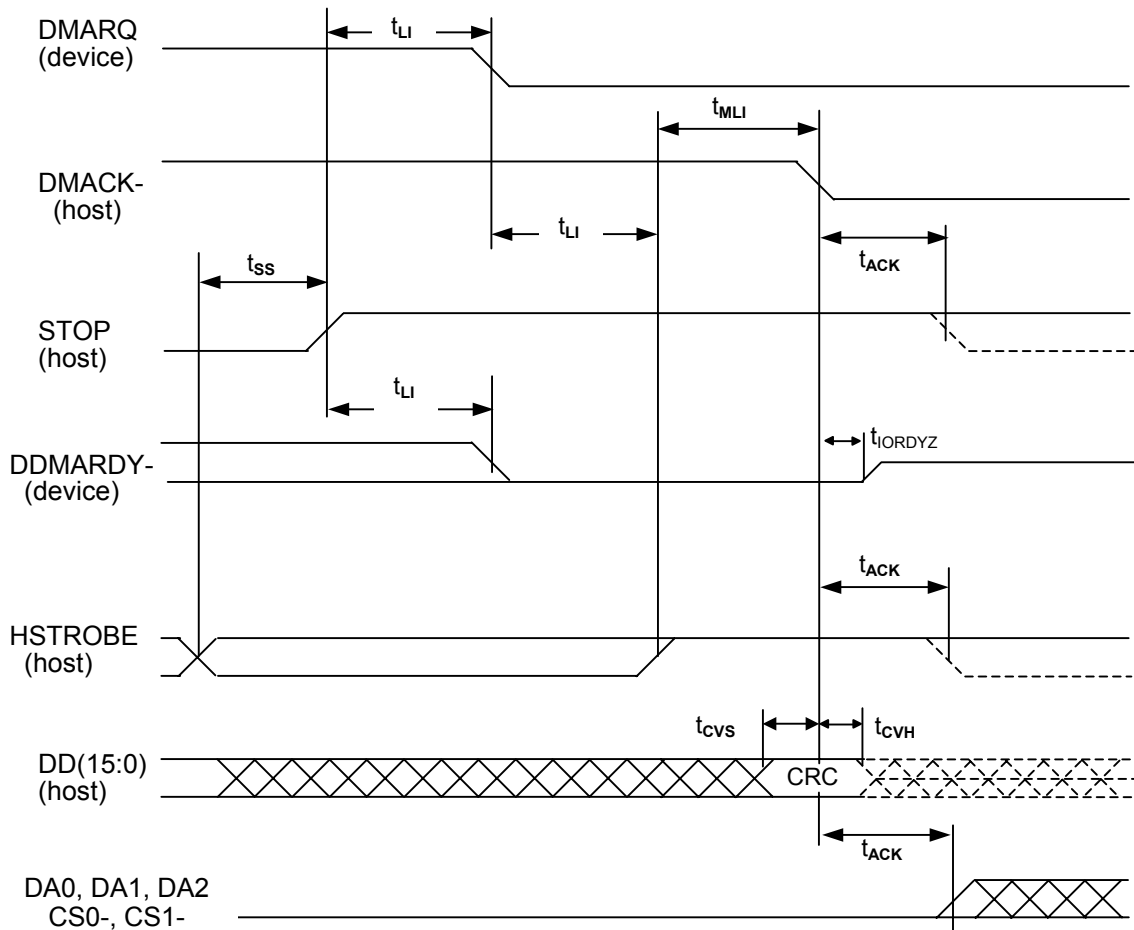 DMARQ
(device)
tLI
tMLI
DMACK-
(host)
tLI
tACK
tSS
STOP
(host)
tLI
tIORDYZ
DDMARDY-
(device)
tACK
HSTROBE
(host)
tCVS
tCVH
DD(15:0)
(host)
CRC
tACK
DA0, DA1, DA2
CS0-, CS1-